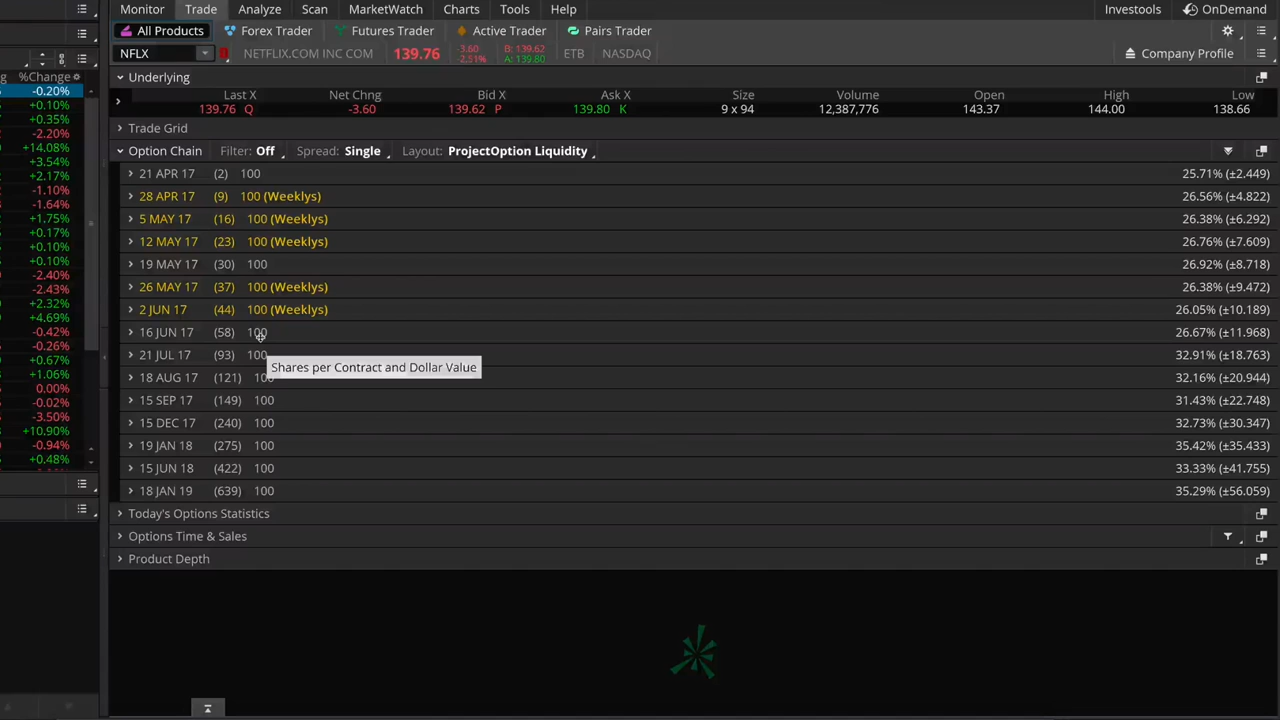 Monitor Trade Analyze Scan MarketWatch Charts Tools Help Investools OnDemand
All Products Forex Trader Futures Trader Active Trader Pairs Trader
NFLX NETFLIX.COM INC COM 139.76 -3.60 -2.51% B: 139.62 A: 139.80 ETB NASDAQ Company Profile
Underlying
Last X Net Chng Bid X Ask X Size Volume Open High Low
139.76 Q -3.60 139.62 P 139.80 K 9 x 94 12,387,776 143.37 144.00 138.66
Trade Grid
Option Chain Filter: Off Spread: Single Layout: ProjectOption Liquidity
21 APR 17 (2) 100 25.71% (±2.449)
28 APR 17 (9) 100 (Weeklys) 26.56% (±4.822)
5 MAY 17 (16) 100 (Weeklys) 26.38% (±6.292)
12 MAY 17 (23) 100 (Weeklys) 26.76% (±7.609)
19 MAY 17 (30) 100 26.92% (±8.718)
26 MAY 17 (37) 100 (Weeklys) 26.38% (±9.472)
2 JUN 17 (44) 100 (Weeklys) 26.05% (±10.189)
16 JUN 17 (58) 100 26.67% (±11.968)
21 JUL 17 (93) 100 32.91% (±18.763)
Shares per Contract and Dollar Value
18 AUG 17 (121) 100 32.16% (±20.944)
15 SEP 17 (149) 100 31.43% (±22.748)
15 DEC 17 (240) 100 32.73% (±30.347)
19 JAN 18 (275) 100 35.42% (±35.433)
15 JUN 18 (422) 100 33.33% (±41.755)
18 JAN 19 (639) 100 35.29% (±56.059)
Today's Options Statistics
Options Time & Sales
Product Depth
%Change
-0.20%
+0.10%
+0.35%
-2.20%
+14.08%
+3.54%
+2.17%
-1.10%
-1.64%
+1.75%
+0.17%
+0.10%
+0.10%
-2.40%
-2.43%
+2.32%
+4.69%
-0.42%
-0.26%
+0.67%
+1.06%
0.00%
-0.02%
-3.50%
+10.90%
-0.94%
+0.48%